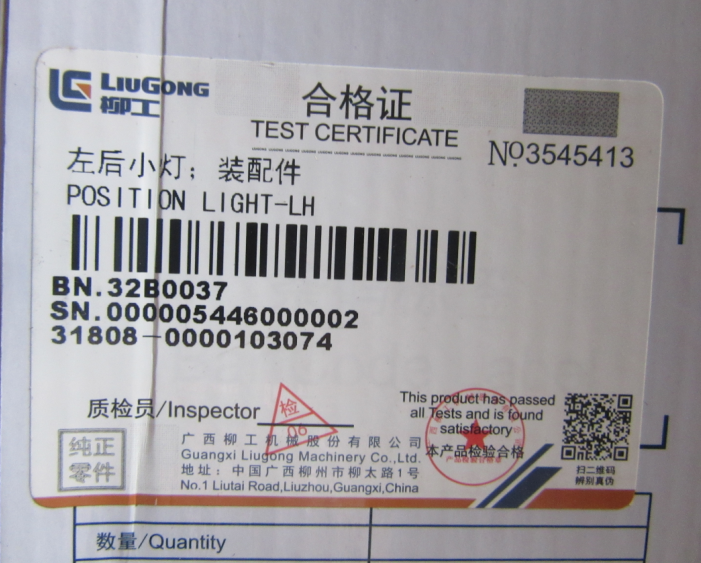 LIUGONG
柳工
合格证
TEST CERTIFICATE
№3545413
左后小灯; 装配件
POSITION LIGHT-LH
BN.32B0037
SN.000005446000002
31808-0000103074
质检员/Inspector
检
06
This product has passed
all Tests and is found
satisfactory
本产品检验合格
纯正
零件
广西柳工机械股份有限公司
Guangxi Liugong Machinery Co.,Ltd
地址: 中国广西柳州市柳太路1号
No.1 Liutai Road,Liuzhou,Guangxi,China
扫二维码
辨别真伪
数量/Quantity